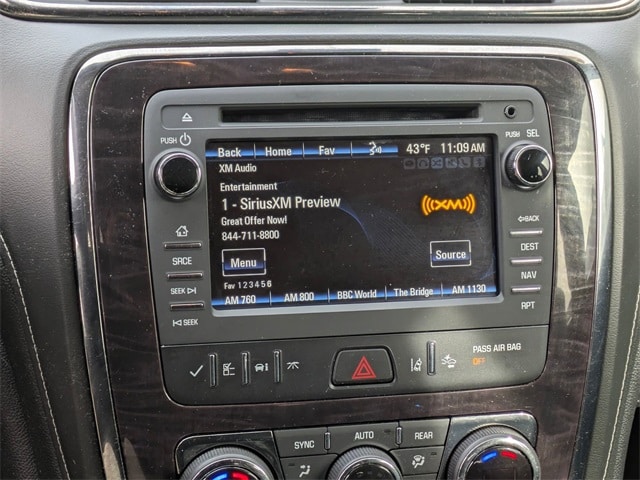 PUSH
PUSH SEL
Back Home Fav 43°F 11:09 AM
XM Audio
Entertainment
1 - SiriusXM Preview
Great Offer Now!
844-711-8800
((XM))
Menu Source
Fav 1 2 3 4 5 6
AM 760 AM 800 BBC World The Bridge AM 1130
SRCE
SEEK
SEEK
BACK
DEST
NAV
RPT
PASS AIR BAG
OFF
SYNC AUTO REAR